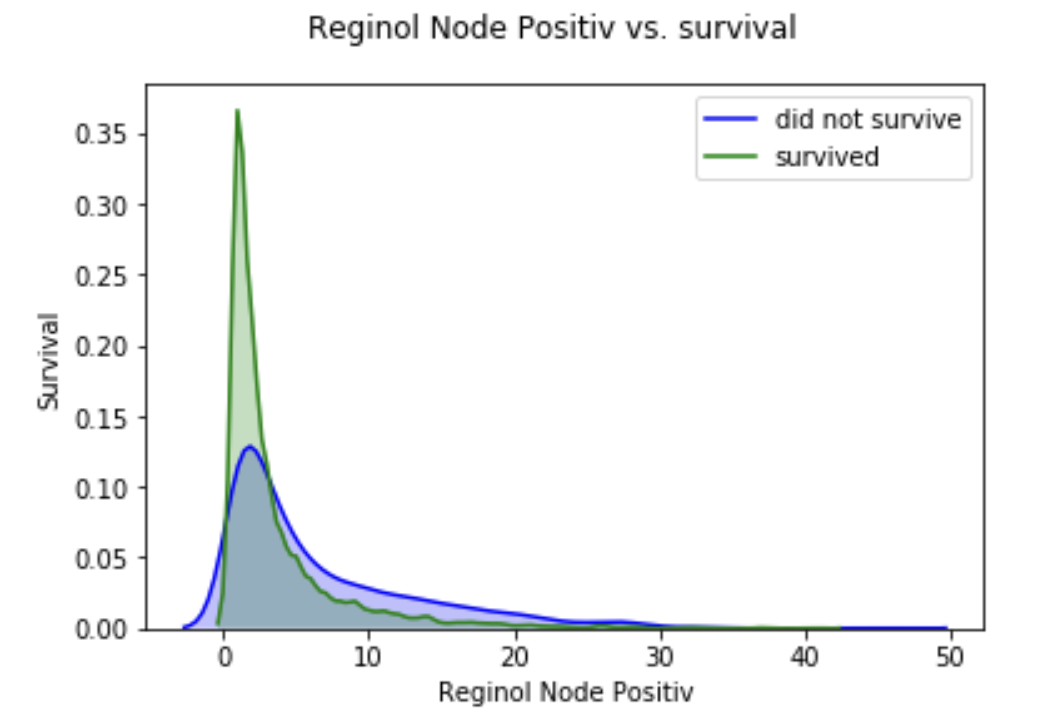 Reginol Node Positiv vs. survival
did not survive
survived
0.35
0.30
0.25
0.20
0.15
0.10
0.05
0.00
Survival
0 10 20 30 40 50
Reginol Node Positiv